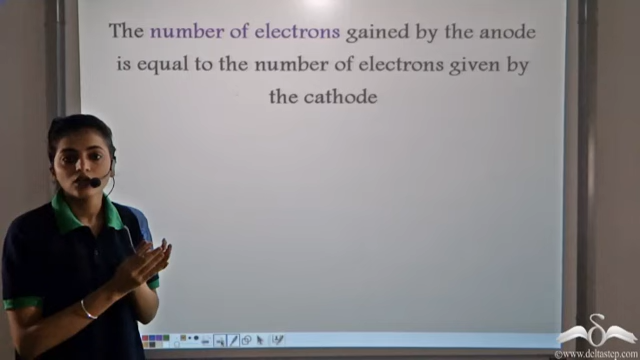 The number of electrons gained by the anode
is equal to the number of electrons given by
the cathode
©www.deltastep.com